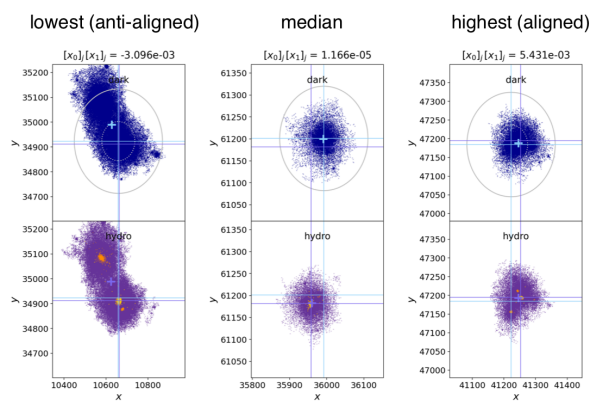 lowest (anti-aligned)
median
highest (aligned)
[x₀]ⱼ[x₁]ⱼ = -3.096e-03
[x₀]ⱼ[x₁]ⱼ = 1.166e-05
[x₀]ⱼ[x₁]ⱼ = 5.431e-03
dark
35200
35100
35000
34900
34800
34700
y
dark
61350
61300
61250
61200
61150
61100
61050
y
dark
47350
47300
47250
47200
47150
47100
47050
47000
y
hydro
35200
35100
35000
34900
34800
34700
y
hydro
61350
61300
61250
61200
61150
61100
61050
y
hydro
47350
47300
47250
47200
47150
47100
47050
47000
y
10400 10600 10800
x
35800 35900 36000 36100
x
41100 41200 41300 41400
x